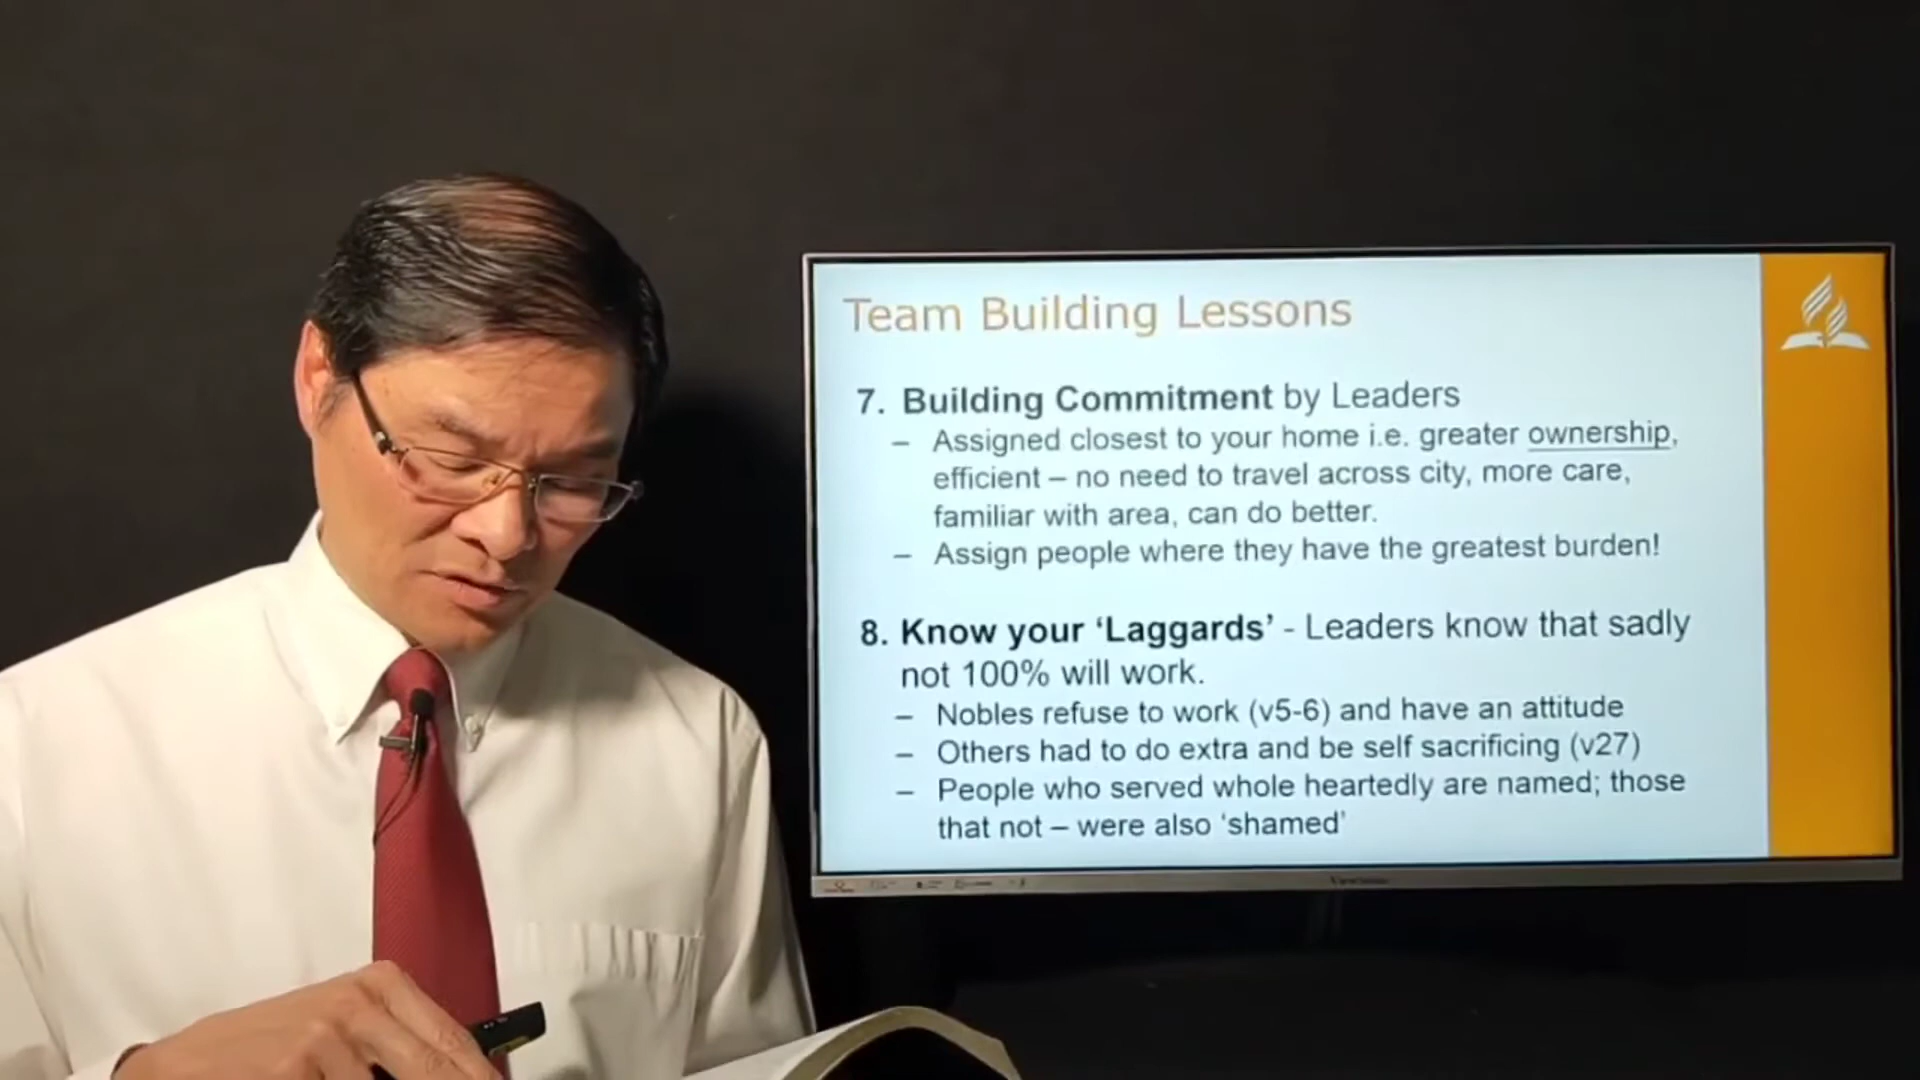 Team Building Lessons
7. Building Commitment by Leaders
– Assigned closest to your home i.e. greater ownership,
efficient – no need to travel across city, more care,
familiar with area, can do better.
– Assign people where they have the greatest burden!
8. Know your ‘Laggards’ - Leaders know that sadly
not 100% will work.
– Nobles refuse to work (v5-6) and have an attitude
– Others had to do extra and be self sacrificing (v27)
– People who served whole heartedly are named; those
that not – were also ‘shamed’